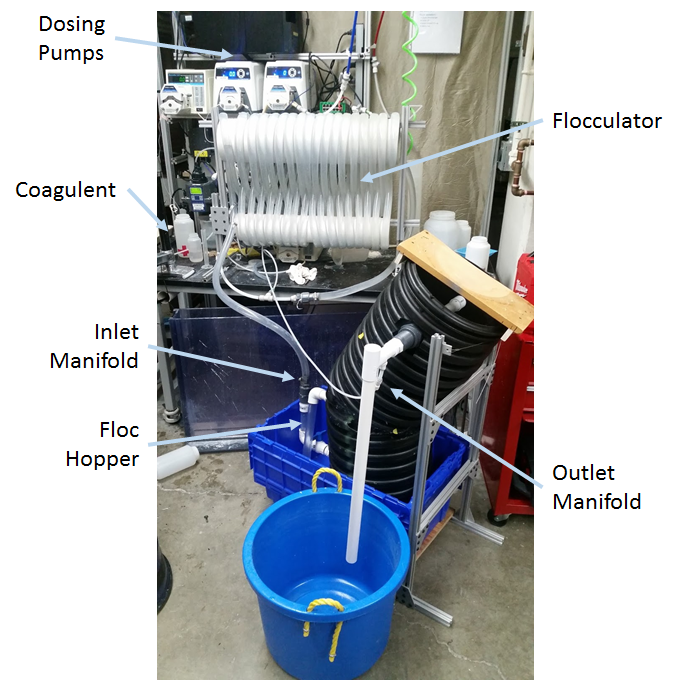 Dosing
Pumps
Flocculator
Coagulent
Inlet
Manifold
Floc
Hopper
Outlet
Manifold